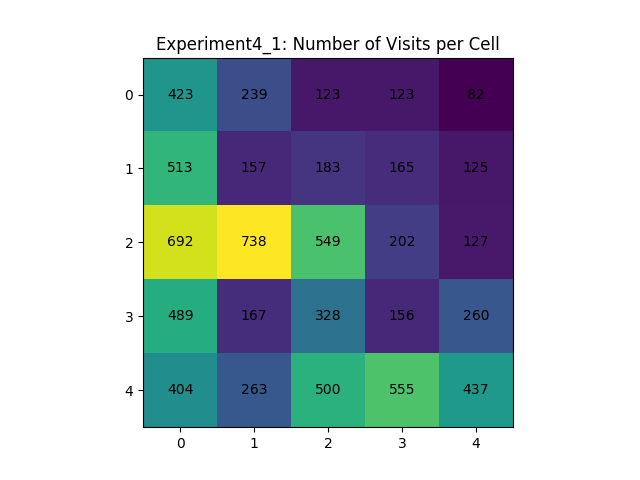 Experiment4_1: Number of Visits per Cell
0 423 239 123 123 82
1 513 157 183 165 125
2 692 738 549 202 127
3 489 167 328 156 260
4 404 263 500 555 437
0 1 2 3 4